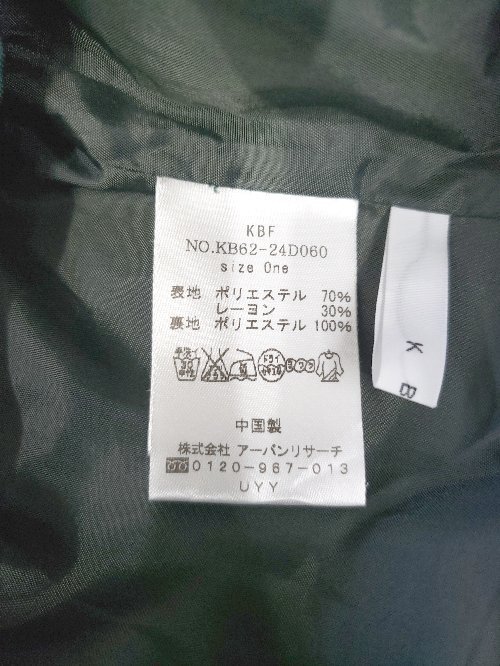 KBF
NO.KB62-24D060
size One
表地 ポリエステル 70%
レーヨン 30%
裏地 ポリエステル 100%
中国製
株式会社 アーバンリサーチ
0120-967-013
UYY
K B